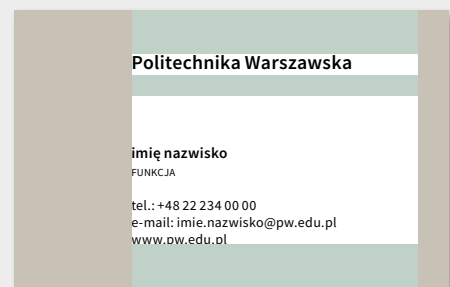 Politechnika Warszawska
imię nazwisko
FUNKCJA
tel.: +48 22 234 00 00
e-mail: imie.nazwisko@pw.edu.pl
www.pw.edu.pl